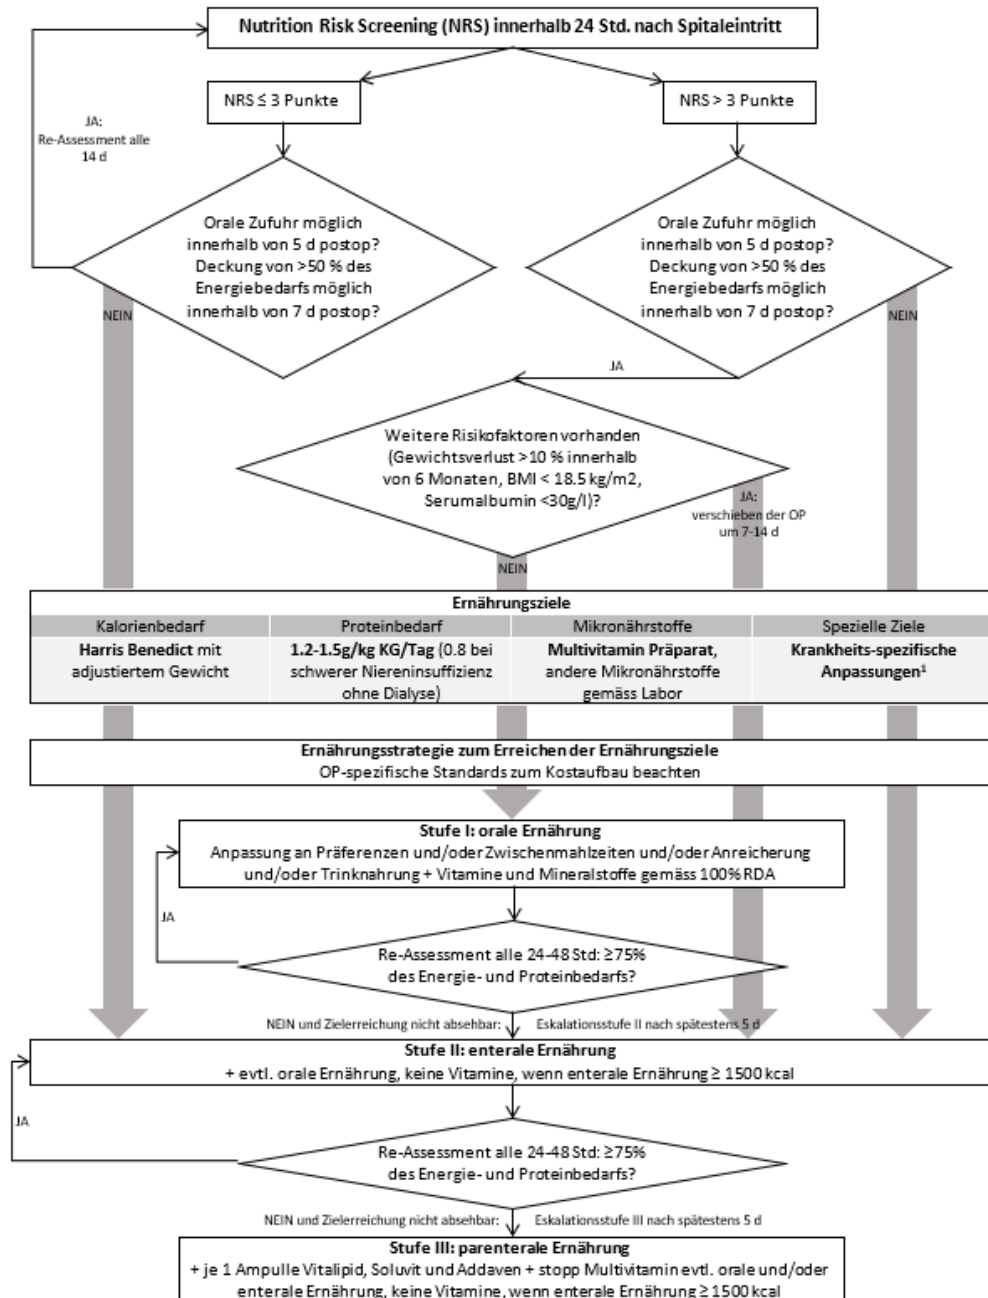 Nutrition Risk Screening (NRS) innerhalb 24 Std. nach Spitaleintritt
NRS ≤ 3 Punkte
NRS > 3 Punkte
JA:
Re-Assessment alle
14 d
Orale Zufuhr möglich
innerhalb von 5 d postop?
Deckung von >50 % des
Energiebedarfs möglich
innerhalb von 7 d postop?
Orale Zufuhr möglich
innerhalb von 5 d postop?
Deckung von >50 % des
Energiebedarfs möglich
innerhalb von 7 d postop?
NEIN
NEIN
JA
Weitere Risikofaktoren vorhanden
(Gewichtsverlust >10 % innerhalb
von 6 Monaten, BMI < 18.5 kg/m2,
Serumalbumin <30g/l)?
JA:
verschieben der OP
um 7-14 d
NEIN
Ernährungsziele
Kalorienbedarf
Harris Benedict mit
adjustiertem Gewicht
Proteinbedarf
1.2-1.5g/kg KG/Tag (0.8 bei
schwerer Niereninsuffizienz
ohne Dialyse)
Mikronährstoffe
Multivitamin Präparat,
andere Mikronährstoffe
gemäss Labor
Spezielle Ziele
Krankheits-spezifische
Anpassungen¹
Ernährungsstrategie zum Erreichen der Ernährungsziele
OP-spezifische Standards zum Kostaufbau beachten
Stufe I: orale Ernährung
Anpassung an Präferenzen und/oder Zwischenmahlzeiten und/oder Anreicherung
und/oder Trinknahrung + Vitamine und Mineralstoffe gemäss 100% RDA
JA
Re-Assessment alle 24-48 Std: ≥75%
des Energie- und Proteinbedarfs?
NEIN und Zielerreichung nicht absehbar:
Eskalationsstufe II nach spätestens 5 d
Stufe II: enterale Ernährung
+ evtl. orale Ernährung, keine Vitamine, wenn enterale Ernährung ≥ 1500 kcal
JA
Re-Assessment alle 24-48 Std: ≥75%
des Energie- und Proteinbedarfs?
NEIN und Zielerreichung nicht absehbar:
Eskalationsstufe III nach spätestens 5 d
Stufe III: parenterale Ernährung
+ je 1 Ampulle Vitalipid, Soluvit und Addaven + stopp Multivitamin evtl. orale und/oder
enterale Ernährung, keine Vitamine, wenn enterale Ernährung ≥ 1500 kcal